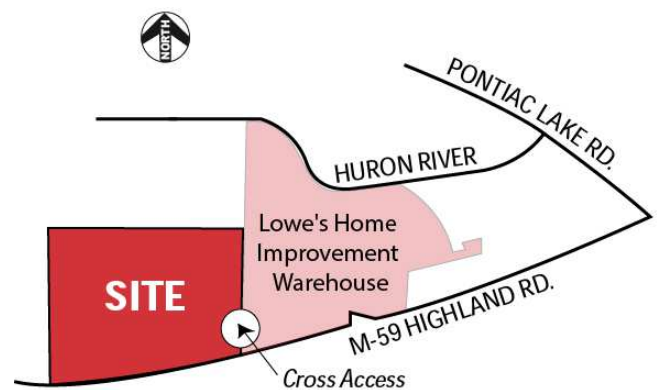 NORTH
PONTIAC LAKE RD.
HURON RIVER
Lowe's Home
Improvement
Warehouse
SITE
M-59 HIGHLAND RD.
Cross Access